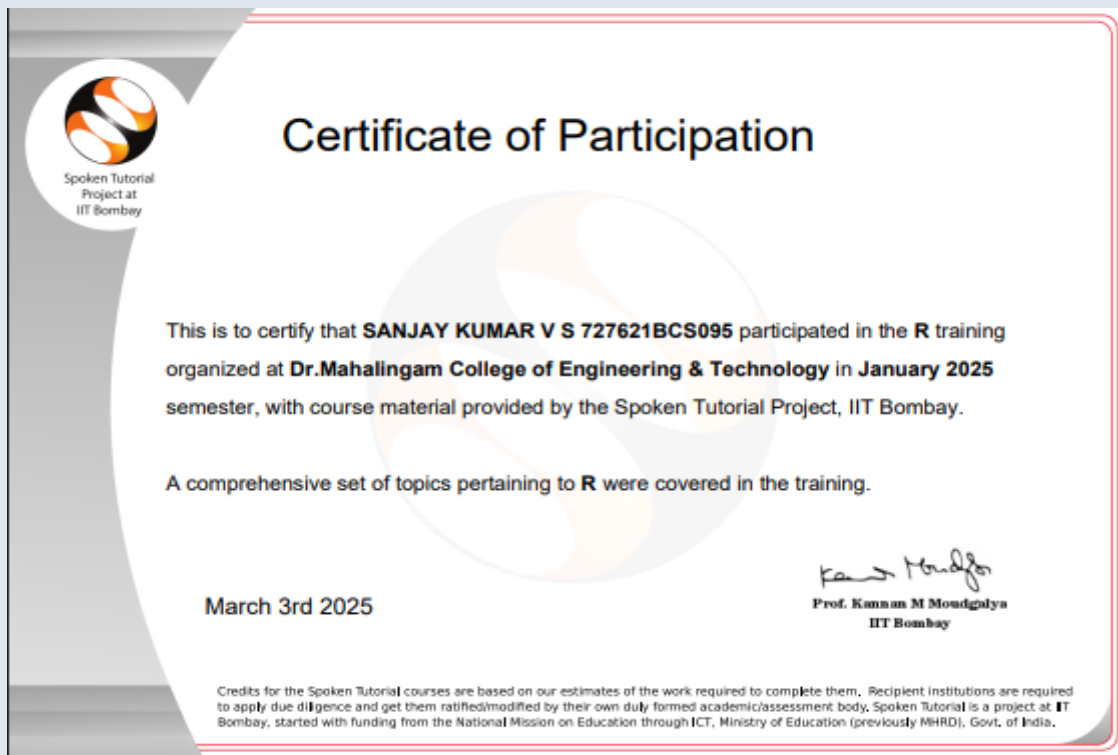 Spoken Tutorial
Project at
IIT Bombay
Certificate of Participation
This is to certify that SANJAY KUMAR V S 727621BCS095 participated in the R training
organized at Dr.Mahalingam College of Engineering & Technology in January 2025
semester, with course material provided by the Spoken Tutorial Project, IIT Bombay.
A comprehensive set of topics pertaining to R were covered in the training.
March 3rd 2025
Prof. Kannan M Moudgalya
IIT Bombay
Credits for the Spoken Tutorial courses are based on our estimates of the work required to complete them. Recipient institutions are required
to apply due diligence and get them ratified/modified by their own duly formed academic/assessment body. Spoken Tutorial is a project at IIT
Bombay, started with funding from the National Mission on Education through ICT, Ministry of Education (previously MHRD), Govt. of India.